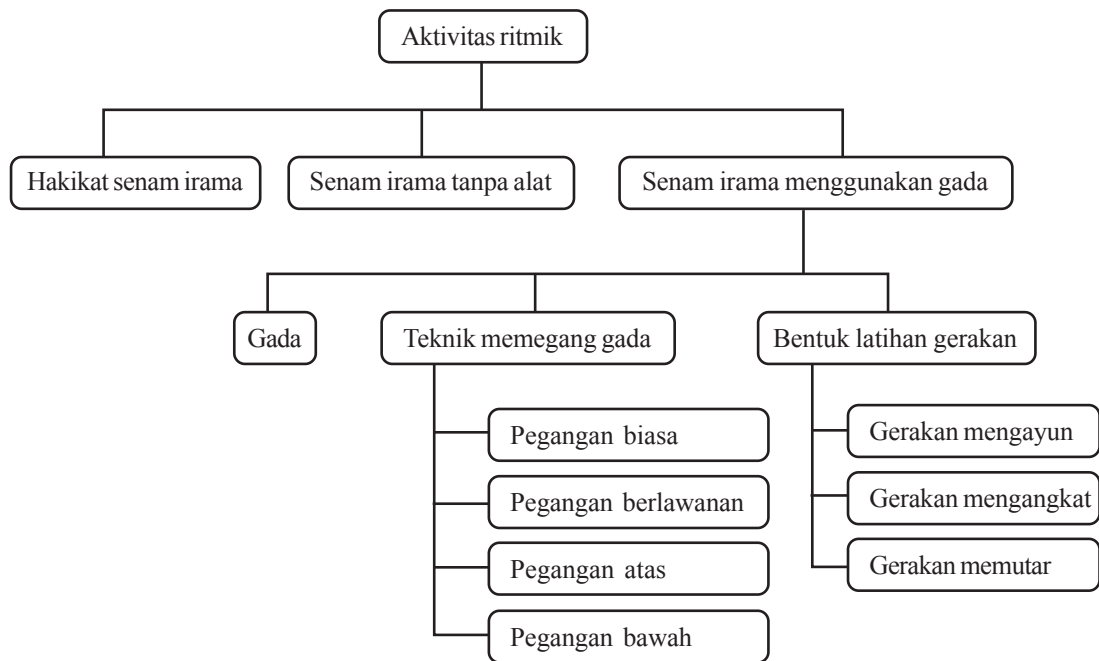 Aktivitas ritmik
Hakikat senam irama
Senam irama tanpa alat
Senam irama menggunakan gada
Gada
Teknik memegang gada
Bentuk latihan gerakan
Pegangan biasa
Pegangan berlawanan
Pegangan atas
Pegangan bawah
Gerakan mengayun
Gerakan mengangkat
Gerakan memutar